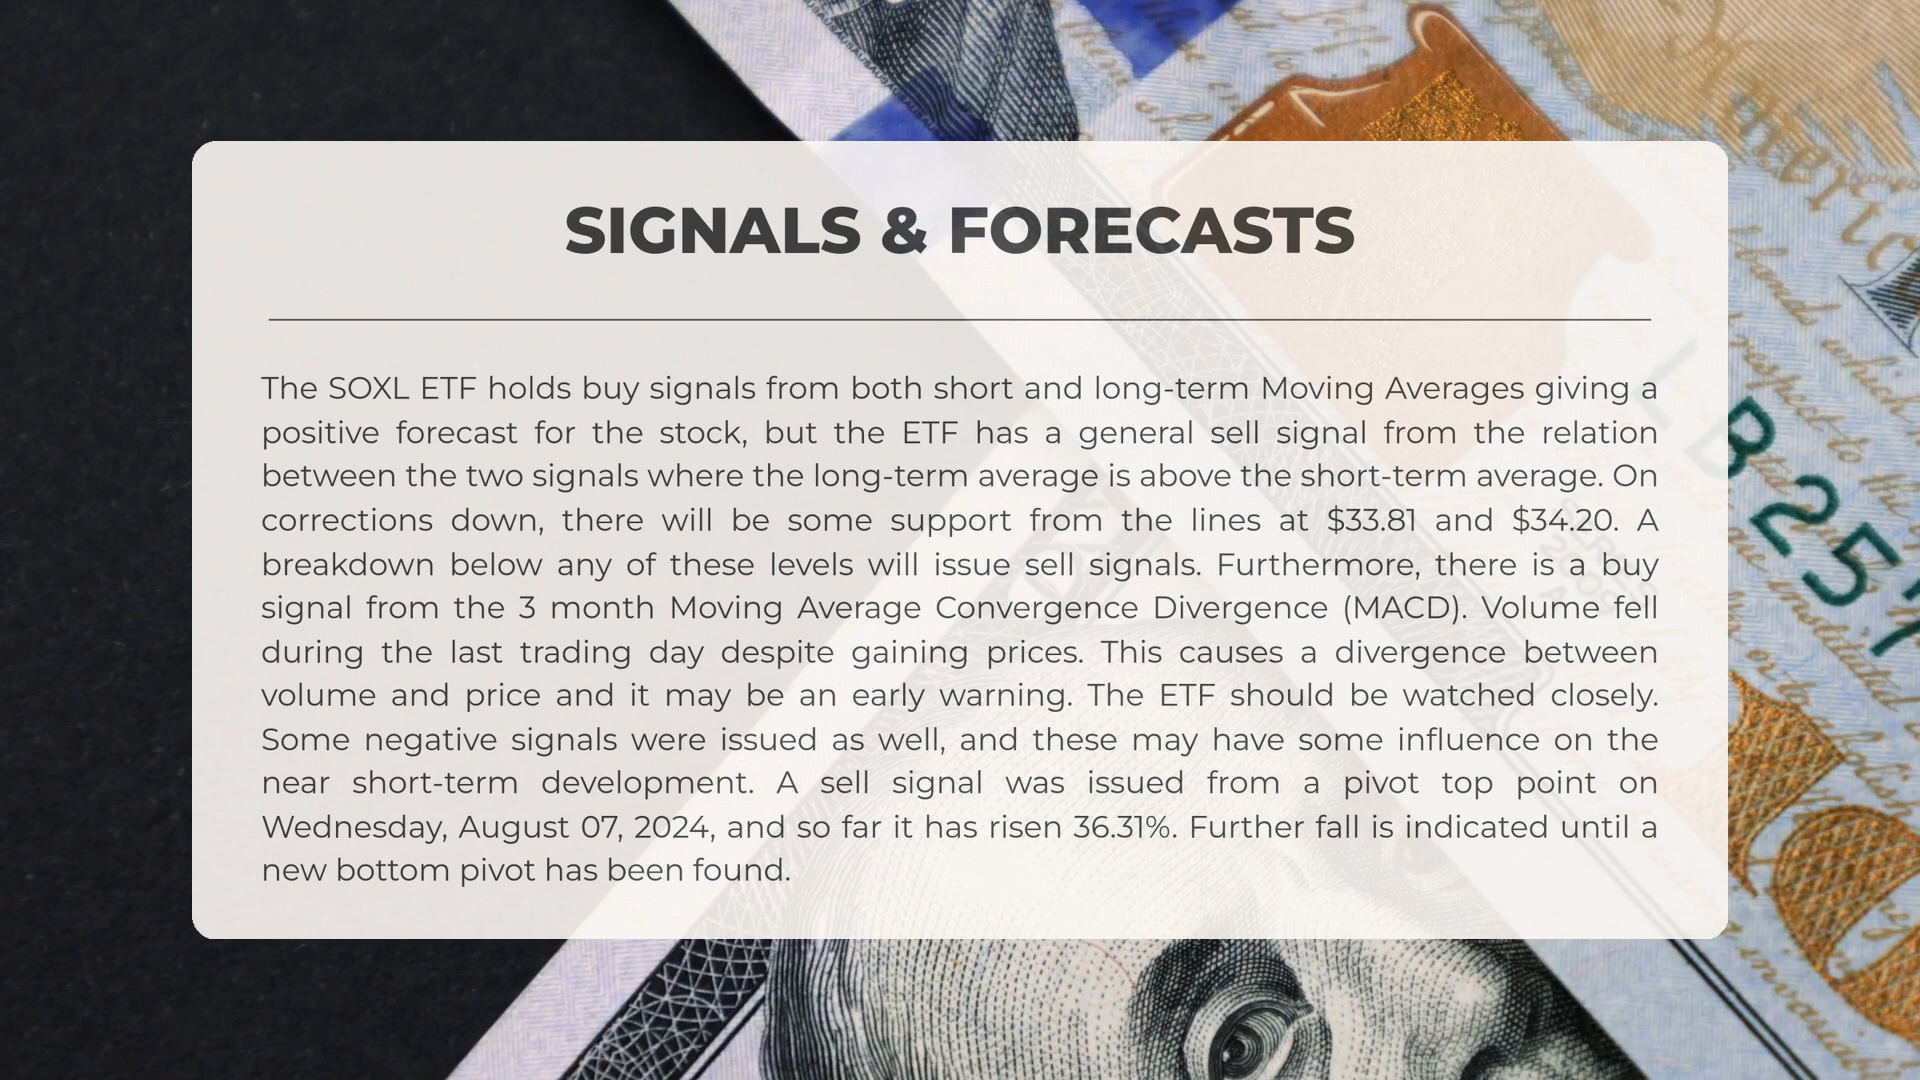 SIGNALS & FORECASTS
The SOXL ETF holds buy signals from both short and long-term Moving Averages giving a
positive forecast for the stock, but the ETF has a general sell signal from the relation
between the two signals where the long-term average is above the short-term average. On
corrections down, there will be some support from the lines at $33.81 and $34.20. A
breakdown below any of these levels will issue sell signals. Furthermore, there is a buy
signal from the 3 month Moving Average Convergence Divergence (MACD). Volume fell
during the last trading day despite gaining prices. This causes a divergence between
volume and price and it may be an early warning. The ETF should be watched closely.
Some negative signals were issued as well, and these may have some influence on the
near short-term development. A sell signal was issued from a pivot top point on
Wednesday, August 07, 2024, and so far it has risen 36.31%. Further fall is indicated until a
new bottom pivot has been found.
LB25